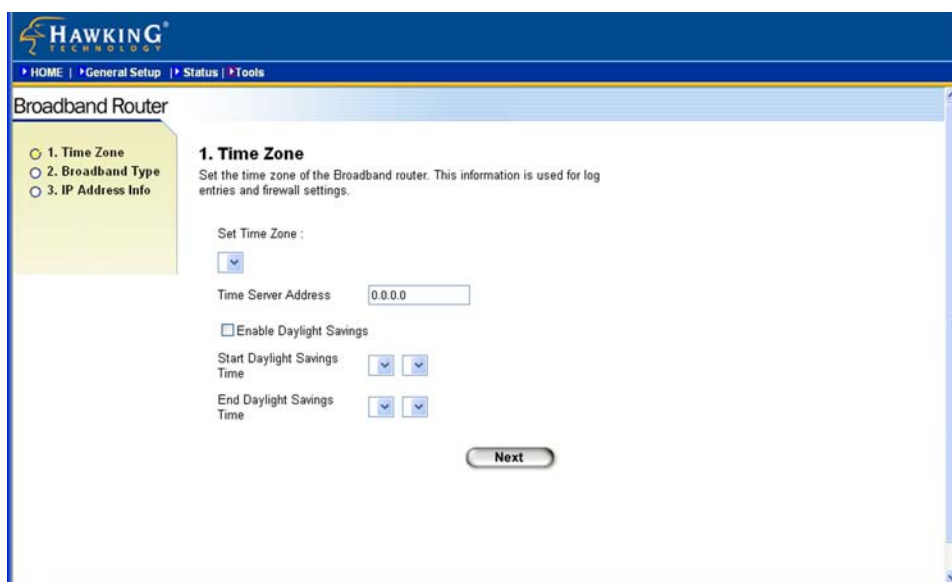 HAWKING®
TECHNOLOGY
HOME | General Setup | Status | Tools
Broadband Router
1. Time Zone
2. Broadband Type
3. IP Address Info
1. Time Zone
Set the time zone of the Broadband router. This information is used for log
entries and firewall settings.
Set Time Zone :
Time Server Address 0.0.0.0
Enable Daylight Savings
Start Daylight Savings
Time
End Daylight Savings
Time
Next